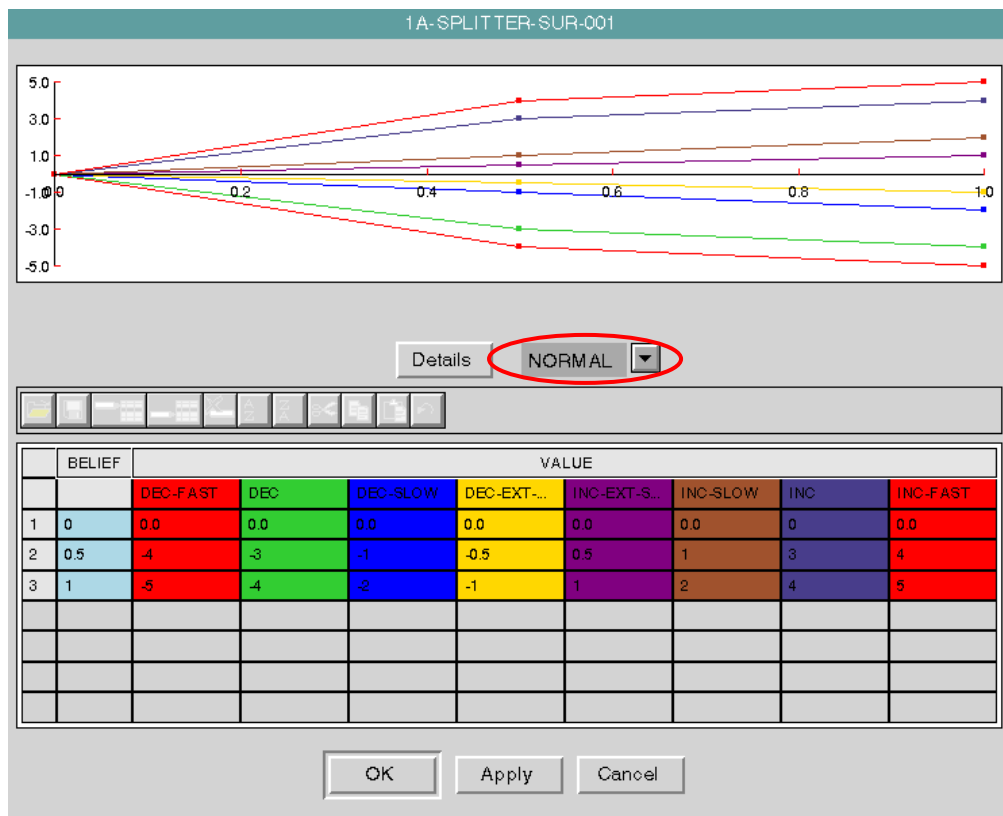 1A-SPLITTER-SUR-001
5.0
3.0
1.0
-1.0 0.0 0.2 0.4 0.6 0.8 1.0
-3.0
-5.0
Details NORMAL
A Z Z A
BELIEF VALUE
DEC-FAST DEC DEC-SLOW DEC-EXT-... INC-EXT-S... INC-SLOW INC INC-FAST
1 0 0.0 0.0 0.0 0.0 0.0 0.0 0 0.0
2 0.5 -4 -3 -1 -0.5 0.5 1 3 4
3 1 -5 -4 -2 -1 1 2 4 5
OK Apply Cancel